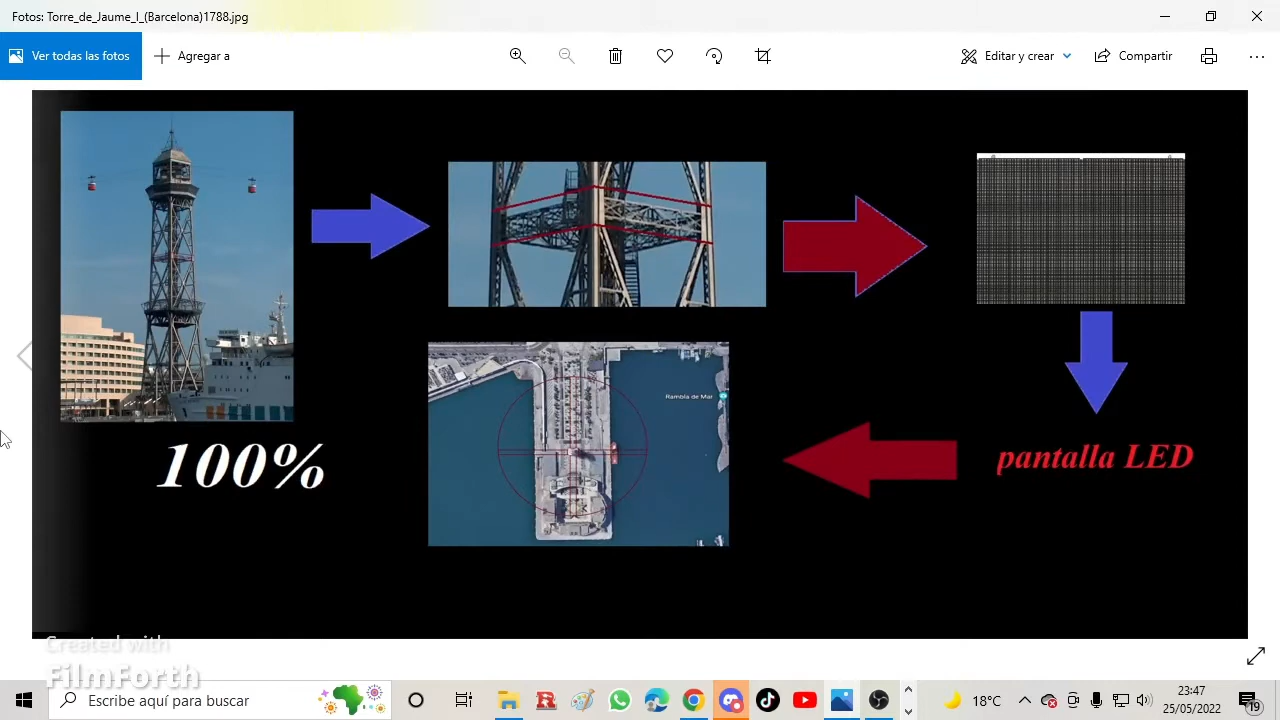 Fotos: Torre_de_Jaume_I_(Barcelona)1788.jpg
Ver todas las fotos
Agregar a
Editar y crear
Compartir
Rambla de Mar
100%
pantalla LED
Created with
FilmForth
Escribe aquí para buscar
18°C
23:47
25/05/2022
19